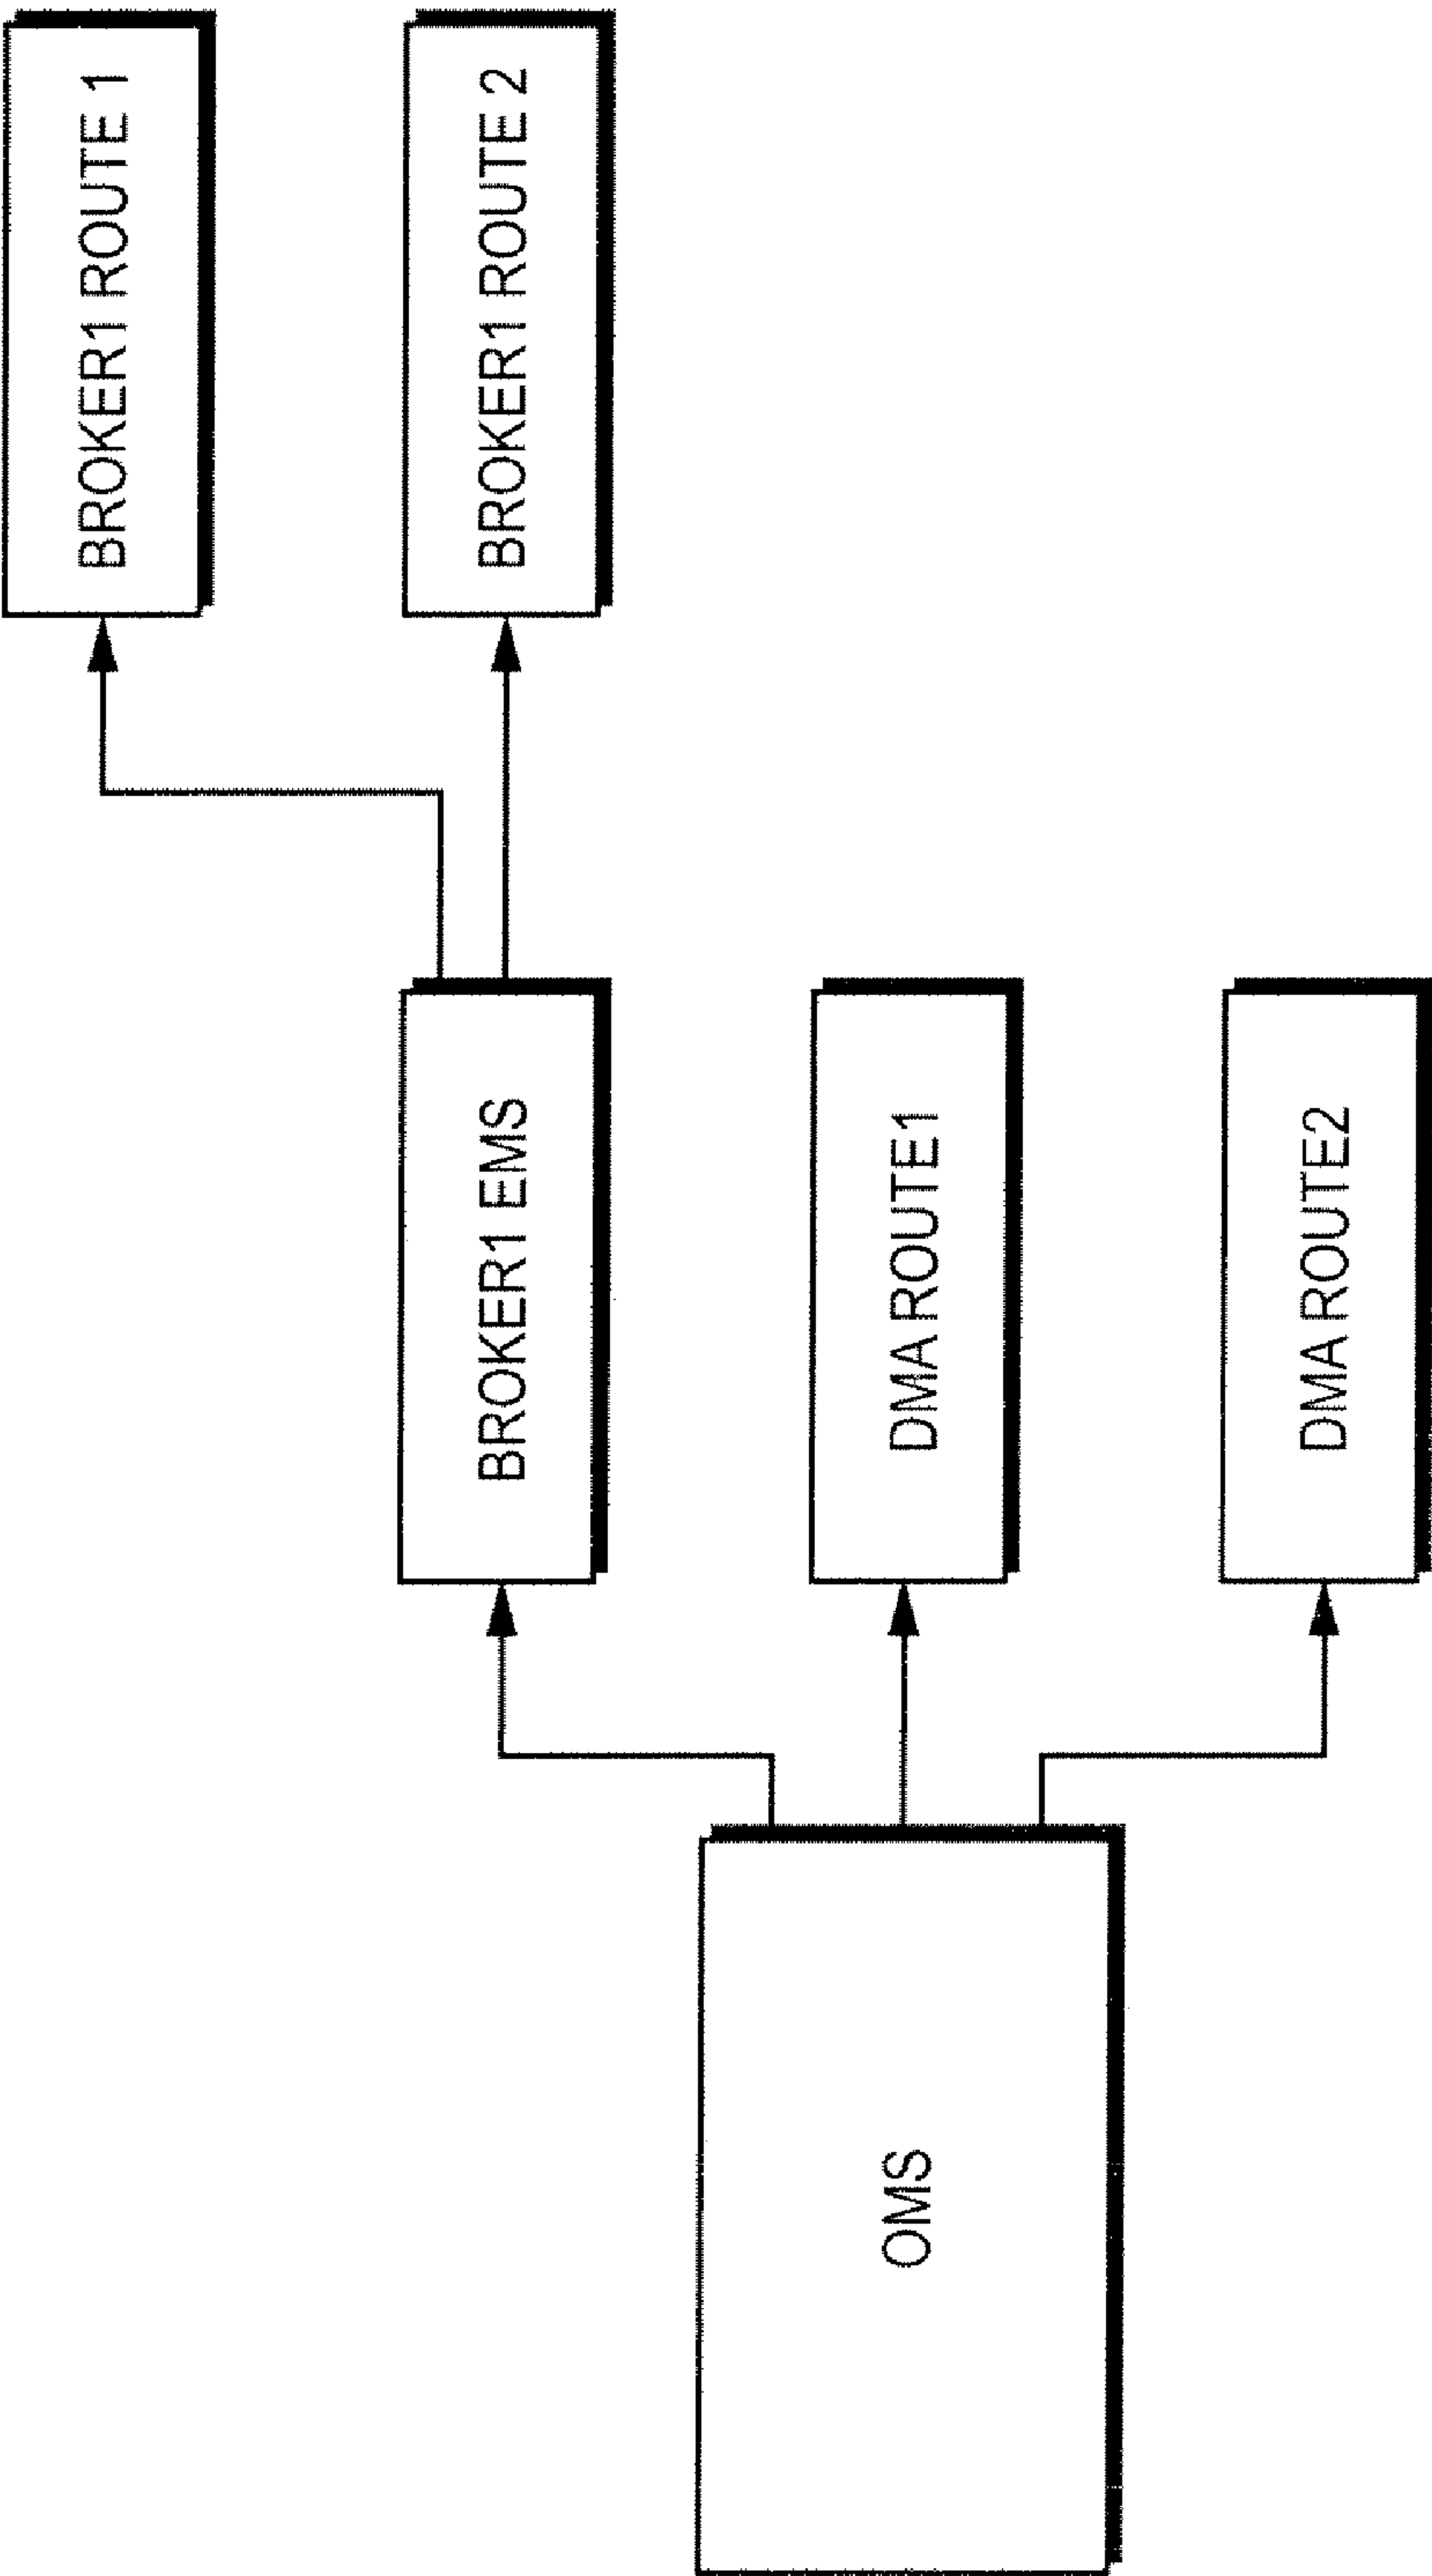 BROKER1 ROUTE 1
BROKER1 ROUTE 2
BROKER1 EMS
DMA ROUTE1
DMA ROUTE2
OMS